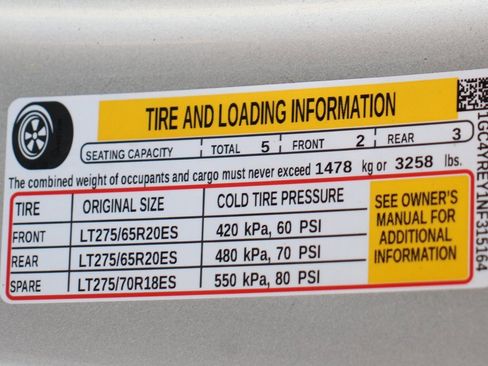 TIRE AND LOADING INFORMATION
SEATING CAPACITY TOTAL 5 FRONT 2 REAR 3
The combined weight of occupants and cargo must never exceed 1478 kg or 3258 lbs.
TIRE ORIGINAL SIZE COLD TIRE PRESSURE
FRONT LT275/65R20ES 420 kPa, 60 PSI
REAR LT275/65R20ES 480 kPa, 70 PSI
SPARE LT275/70R18ES 550 kPa, 80 PSI
SEE OWNER'S
MANUAL FOR
ADDITIONAL
INFORMATION
1GC4YREY1NF315164